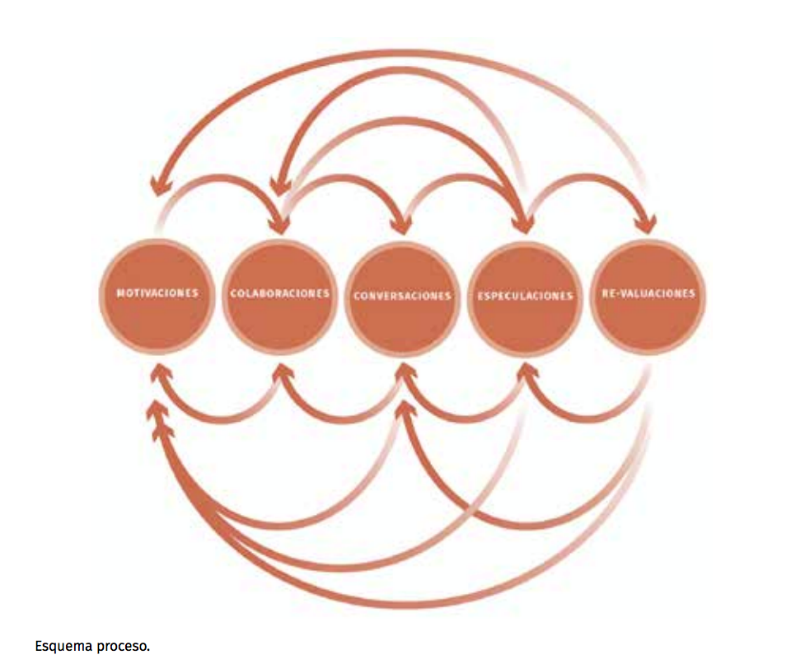 MOTIVACIONES
COLABORACIONES
CONVERSACIONES
ESPECULACIONES
RE-VALUACIONES
Esquema proceso.